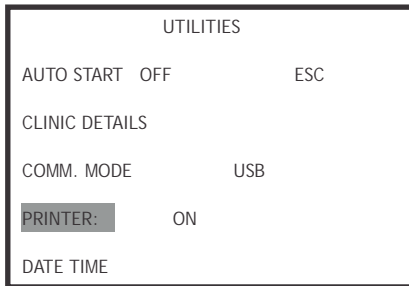 UTILITIES
AUTO START OFF ESC
CLINIC DETAILS
COMM. MODE USB
PRINTER: ON
DATE TIME